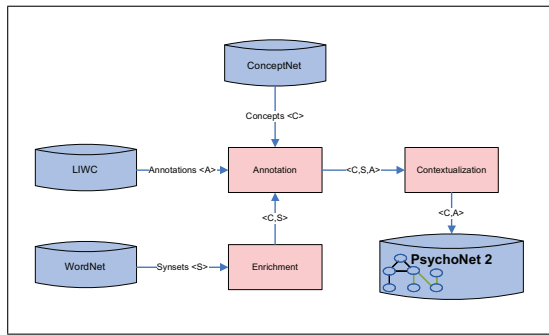 ConceptNet
Concepts <C>
LIWC
Annotations <A>
Annotation
<C,S,A>
Contextualization
<C,S>
<C,A>
WordNet
Synsets <S>
Enrichment
PsychoNet 2